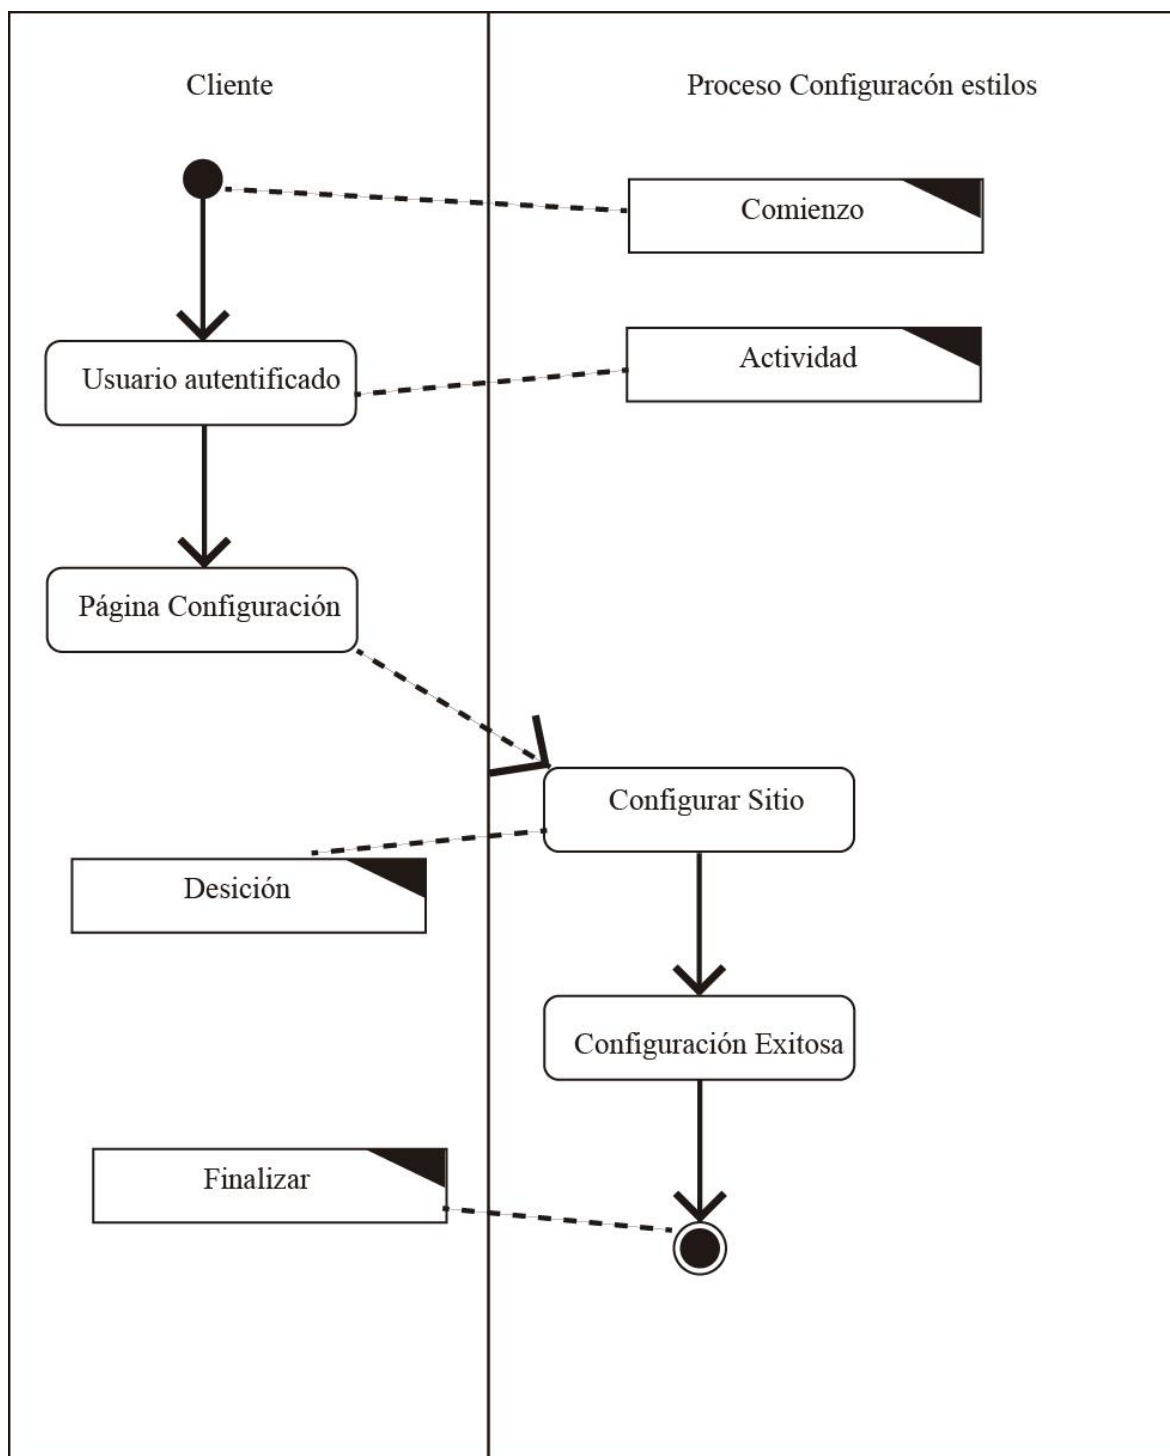 Cliente
Proceso Configuracón estilos
Comienzo
Actividad
Usuario autentificado
Página Configuración
Configurar Sitio
Desición
Configuración Exitosa
Finalizar